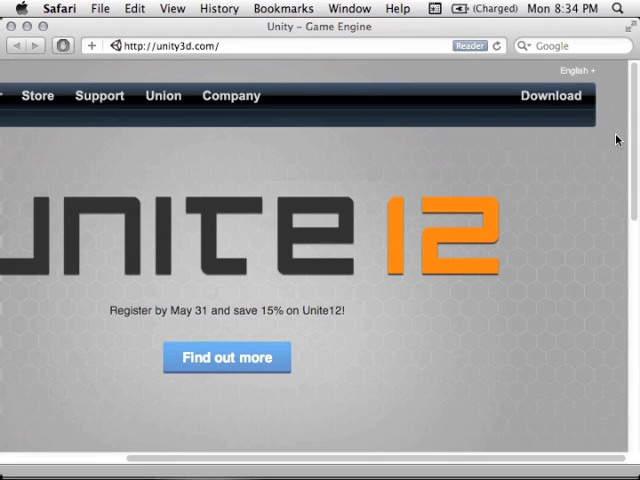 Safari File Edit View History Bookmarks Window Help (Charged) Mon 8:34 PM
Unity – Game Engine
http://unity3d.com/ Reader Google
English +
Store Support Union Company Download
UNITE 12
Register by May 31 and save 15% on Unite12!
Find out more